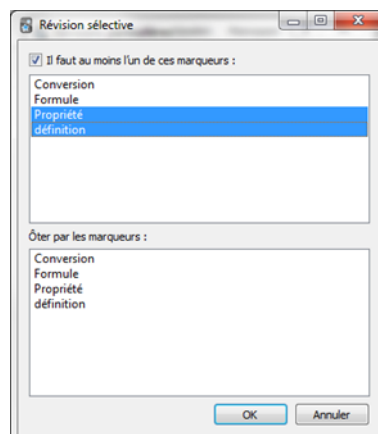 Révision sélective
Il faut au moins l'un de ces marqueurs :
Conversion
Formule
Propriété
définition
Ôter par les marqueurs :
Conversion
Formule
Propriété
définition
OK Annuler